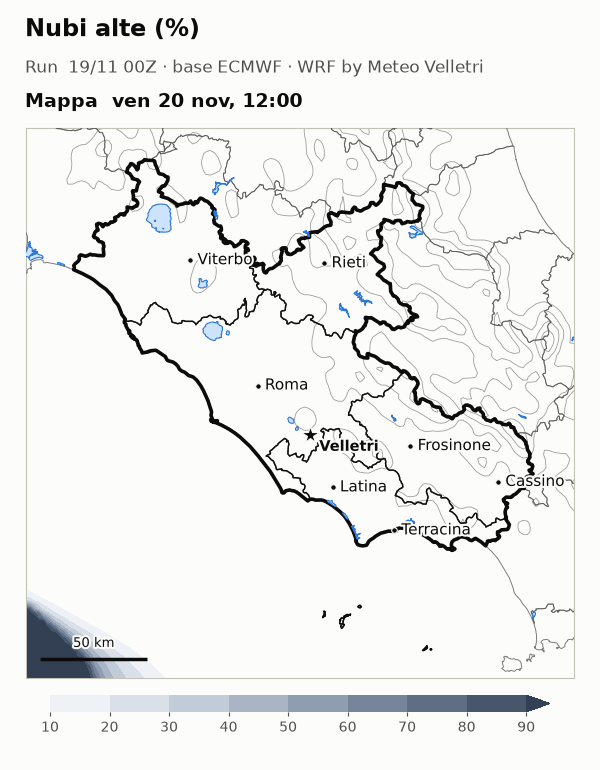 Nubi alte (%)
Run  19/11 00Z · base ECMWF · WRF by Meteo Velletri
Mappa  ven 20 nov, 12:00
Viterbo
Rieti
Roma
Velletri
Frosinone
Cassino
Latina
Terracina
50 km
10 20 30 40 50 60 70 80 90